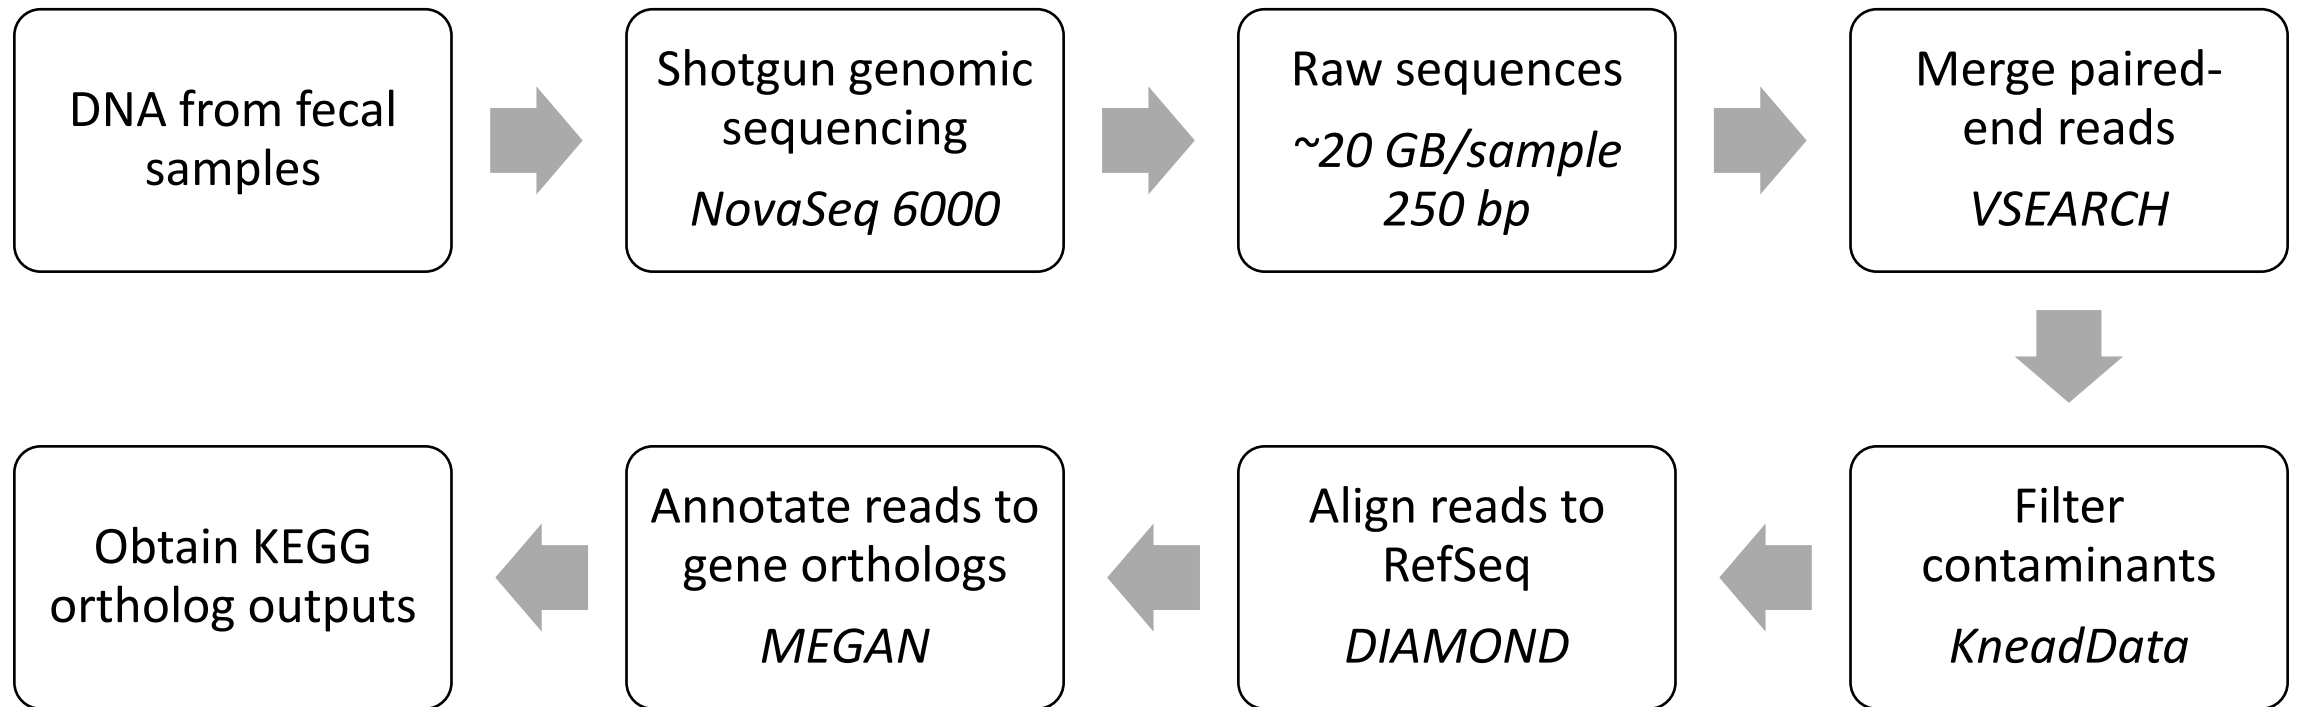 DNA from fecal
samples
Shotgun genomic
sequencing
NovaSeq 6000
Raw sequences
~20 GB/sample
250 bp
Merge paired-
end reads
VSEARCH
Filter
contaminants
KneadData
Align reads to
RefSeq
DIAMOND
Annotate reads to
gene orthologs
MEGAN
Obtain KEGG
ortholog outputs